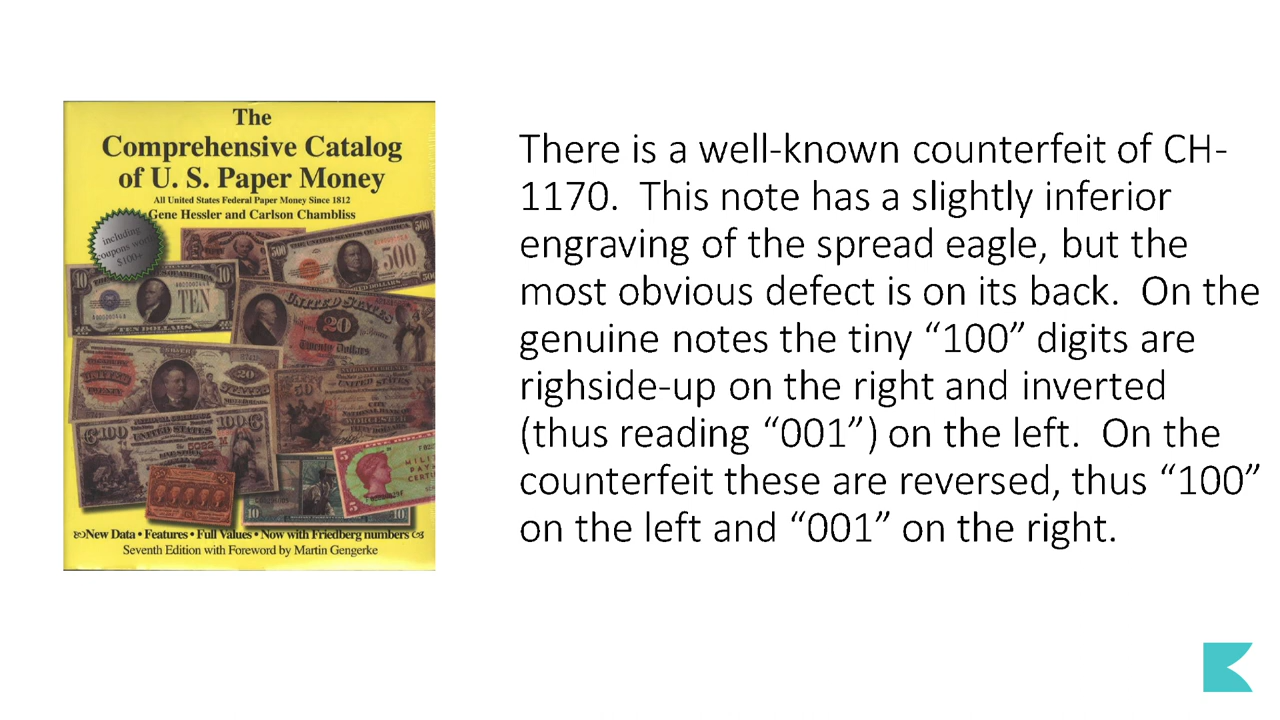 The
Comprehensive Catalog
of U. S. Paper Money
All United States Federal Paper Money Since 1812
Gene Hessler and Carlson Chambliss
including
coupons
$100
New Data • Features • Full Values • Now with Friedberg numbers
Seventh Edition with Foreword by Martin Gengerke
There is a well-known counterfeit of CH-
1170.  This note has a slightly inferior
engraving of the spread eagle, but the
most obvious defect is on its back.  On the
genuine notes the tiny “100” digits are
righside-up on the right and inverted
(thus reading “001”) on the left.  On the
counterfeit these are reversed, thus “100”
on the left and “001” on the right.